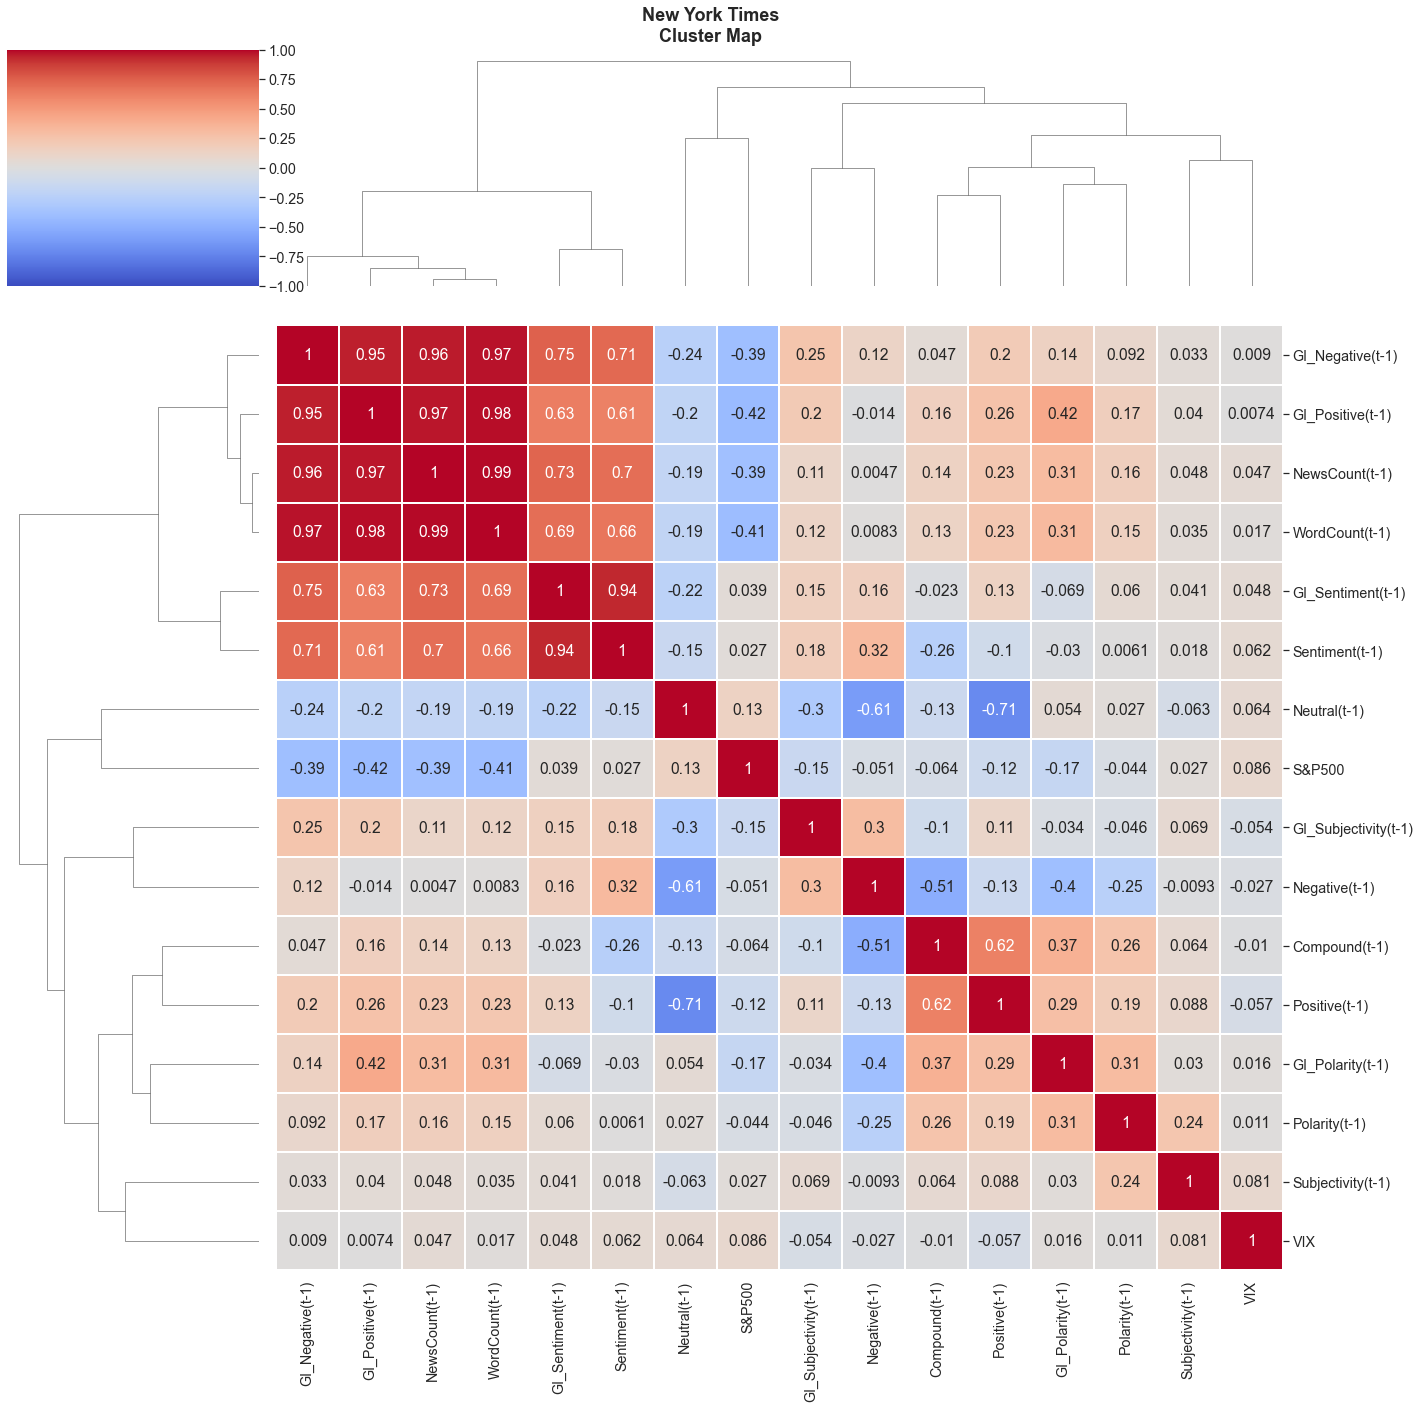 New York Times
Cluster Map
1.00
0.75
0.50
0.25
0.00
−0.25
−0.50
−0.75
−1.00
1 0.95 0.96 0.97 0.75 0.71 -0.24 -0.39 0.25 0.12 0.047 0.2 0.14 0.092 0.033 0.009 GI_Negative(t-1)
0.95 1 0.97 0.98 0.63 0.61 -0.2 -0.42 0.2 -0.014 0.16 0.26 0.42 0.17 0.04 0.0074 GI_Positive(t-1)
0.96 0.97 1 0.99 0.73 0.7 -0.19 -0.39 0.11 0.0047 0.14 0.23 0.31 0.16 0.048 0.047 NewsCount(t-1)
0.97 0.98 0.99 1 0.69 0.66 -0.19 -0.41 0.12 0.0083 0.13 0.23 0.31 0.15 0.035 0.017 WordCount(t-1)
0.75 0.63 0.73 0.69 1 0.94 -0.22 0.039 0.15 0.16 -0.023 0.13 -0.069 0.06 0.041 0.048 GI_Sentiment(t-1)
0.71 0.61 0.7 0.66 0.94 1 -0.15 0.027 0.18 0.32 -0.26 -0.1 -0.03 0.0061 0.018 0.062 Sentiment(t-1)
-0.24 -0.2 -0.19 -0.19 -0.22 -0.15 1 0.13 -0.3 -0.61 -0.13 -0.71 0.054 0.027 -0.063 0.064 Neutral(t-1)
-0.39 -0.42 -0.39 -0.41 0.039 0.027 0.13 1 -0.15 -0.051 -0.064 -0.12 -0.17 -0.044 0.027 0.086 S&P500
0.25 0.2 0.11 0.12 0.15 0.18 -0.3 -0.15 1 0.3 -0.1 0.11 -0.034 -0.046 0.069 -0.054 GI_Subjectivity(t-1)
0.12 -0.014 0.0047 0.0083 0.16 0.32 -0.61 -0.051 0.3 1 -0.51 -0.13 -0.4 -0.25 -0.0093 -0.027 Negative(t-1)
0.047 0.16 0.14 0.13 -0.023 -0.26 -0.13 -0.064 -0.1 -0.51 1 0.62 0.37 0.26 0.064 -0.01 Compound(t-1)
0.2 0.26 0.23 0.23 0.13 -0.1 -0.71 -0.12 0.11 -0.13 0.62 1 0.29 0.19 0.088 -0.057 Positive(t-1)
0.14 0.42 0.31 0.31 -0.069 -0.03 0.054 -0.17 -0.034 -0.4 0.37 0.29 1 0.31 0.03 0.016 GI_Polarity(t-1)
0.092 0.17 0.16 0.15 0.06 0.0061 0.027 -0.044 -0.046 -0.25 0.26 0.19 0.31 1 0.24 0.011 Polarity(t-1)
0.033 0.04 0.048 0.035 0.041 0.018 -0.063 0.027 0.069 -0.0093 0.064 0.088 0.03 0.24 1 0.081 Subjectivity(t-1)
0.009 0.0074 0.047 0.017 0.048 0.062 0.064 0.086 -0.054 -0.027 -0.01 -0.057 0.016 0.011 0.081 1 VIX
GI_Negative(t-1)
GI_Positive(t-1)
NewsCount(t-1)
WordCount(t-1)
GI_Sentiment(t-1)
Sentiment(t-1)
Neutral(t-1)
S&P500
GI_Subjectivity(t-1)
Negative(t-1)
Compound(t-1)
Positive(t-1)
GI_Polarity(t-1)
Polarity(t-1)
Subjectivity(t-1)
VIX